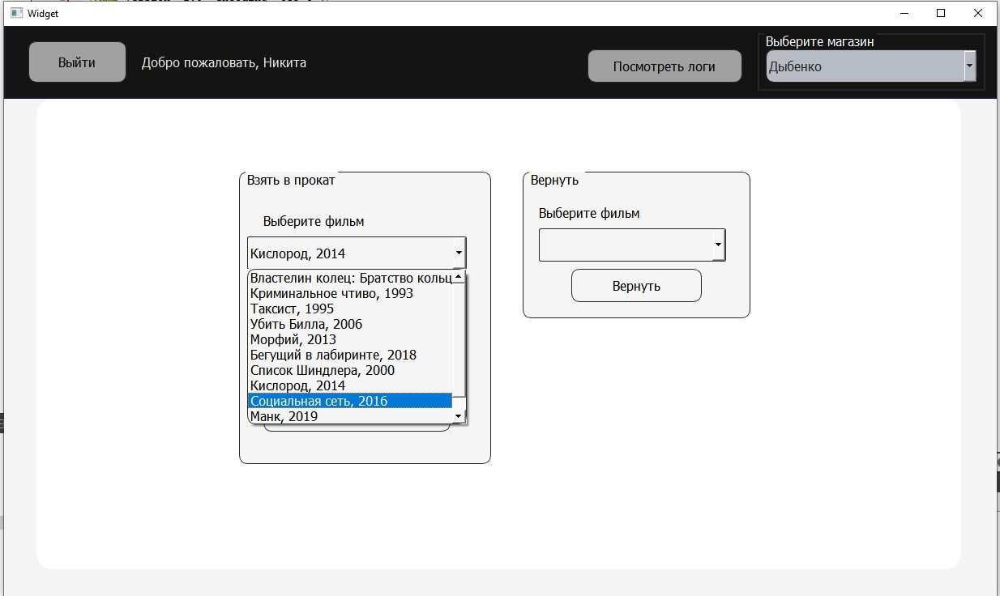 Widget
Выйти
Добро пожаловать, Никита
Посмотреть логи
Выберите магазин
Дыбенко
Взять в прокат
Выберите фильм
Кислород, 2014
Властелин колец: Братство кольц
Криминальное чтиво, 1993
Таксист, 1995
Убить Билла, 2006
Морфий, 2013
Бегущий в лабиринте, 2018
Список Шиндлера, 2000
Кислород, 2014
Социальная сеть, 2016
Манк, 2019
Вернуть
Выберите фильм
Вернуть